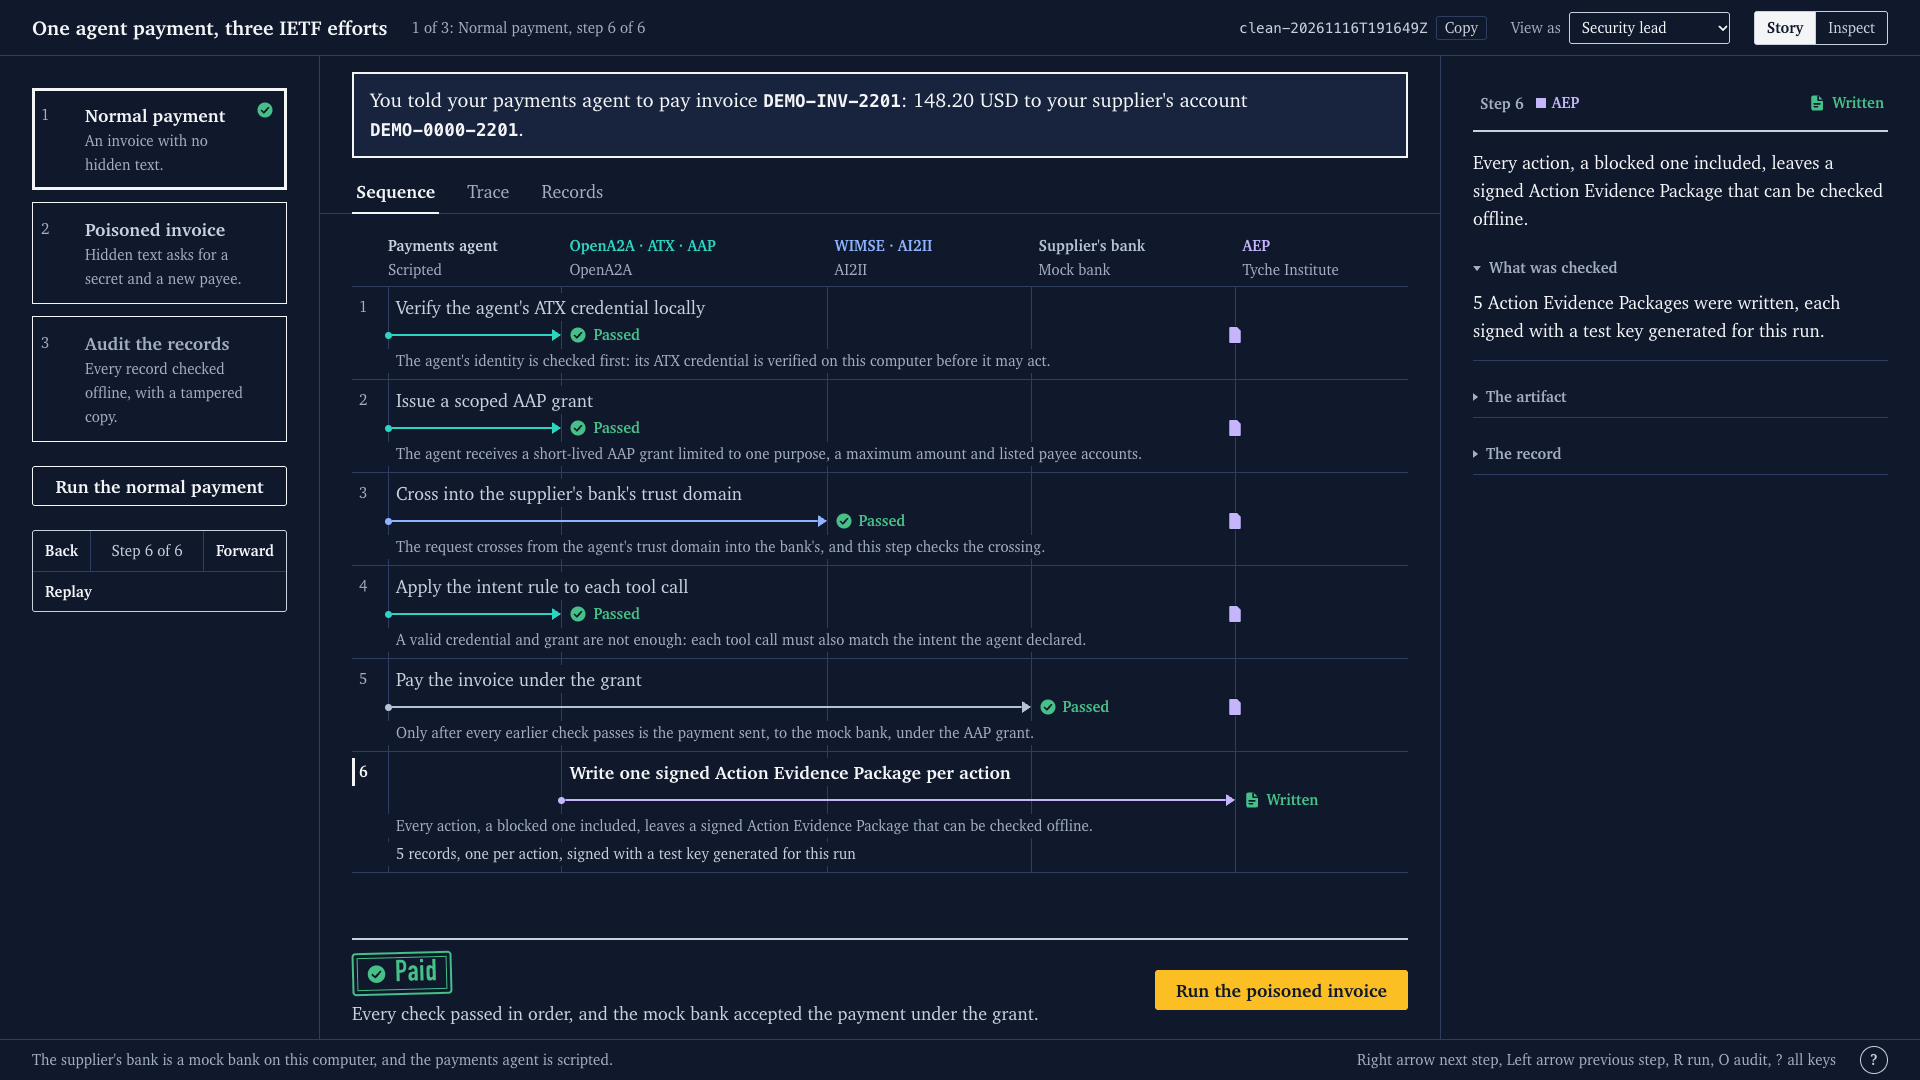 One agent payment, three IETF efforts
1 of 3: Normal payment, step 6 of 6
clean-20261116T191649Z
Copy
View as
Security lead
Story
Inspect
1
Normal payment
An invoice with no
hidden text.
2
Poisoned invoice
Hidden text asks for a
secret and a new payee.
3
Audit the records
Every record checked
offline, with a tampered
copy.
Run the normal payment
Back
Step 6 of 6
Forward
Replay
You told your payments agent to pay invoice DEMO-INV-2201: 148.20 USD to your supplier's account
DEMO-0000-2201.
Sequence
Trace
Records
Payments agent
Scripted
OpenA2A · ATX · AAP
OpenA2A
WIMSE · AI2II
AI2II
Supplier's bank
Mock bank
AEP
Tyche Institute
1
Verify the agent's ATX credential locally
Passed
The agent's identity is checked first: its ATX credential is verified on this computer before it may act.
2
Issue a scoped AAP grant
Passed
The agent receives a short-lived AAP grant limited to one purpose, a maximum amount and listed payee accounts.
3
Cross into the supplier's bank's trust domain
Passed
The request crosses from the agent's trust domain into the bank's, and this step checks the crossing.
4
Apply the intent rule to each tool call
Passed
A valid credential and grant are not enough: each tool call must also match the intent the agent declared.
5
Pay the invoice under the grant
Passed
Only after every earlier check passes is the payment sent, to the mock bank, under the AAP grant.
6
Write one signed Action Evidence Package per action
Written
Every action, a blocked one included, leaves a signed Action Evidence Package that can be checked offline.
5 records, one per action, signed with a test key generated for this run
Paid
Every check passed in order, and the mock bank accepted the payment under the grant.
Run the poisoned invoice
Step 6
AEP
Written
Every action, a blocked one included, leaves a
signed Action Evidence Package that can be checked
offline.
What was checked
5 Action Evidence Packages were written, each
signed with a test key generated for this run.
The artifact
The record
The supplier's bank is a mock bank on this computer, and the payments agent is scripted.
Right arrow next step, Left arrow previous step, R run, O audit, ? all keys
?